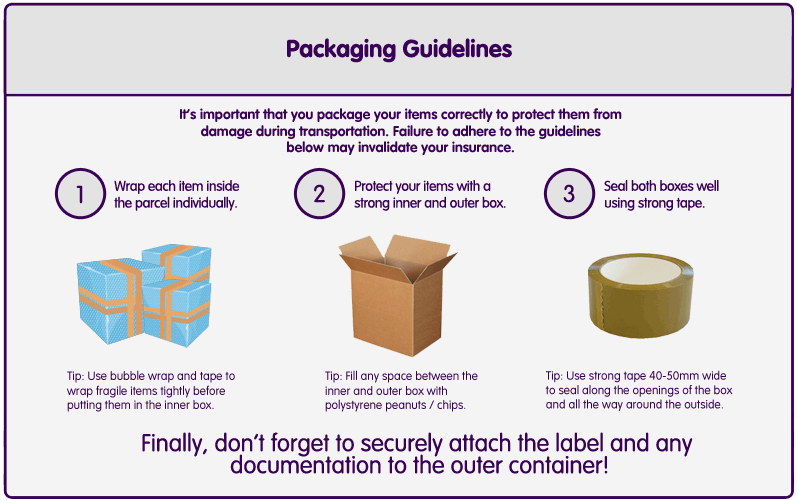 Packaging Guidelines
It's important that you package your items correctly to protect them from
damage during transportation. Failure to adhere to the guidelines
below may invalidate your insurance.
1
Wrap each item inside
the parcel individually.
2
Protect your items with a
strong inner and outer box.
3
Seal both boxes well
using strong tape.
Tip: Use bubble wrap and tape to
wrap fragile items tightly before
putting them in the inner box.
Tip: Fill any space between the
inner and outer box with
polystyrene peanuts / chips.
Tip: Use strong tape 40-50mm wide
to seal along the openings of the box
and all the way around the outside.
Finally, don't forget to securely attach the label and any
documentation to the outer container!